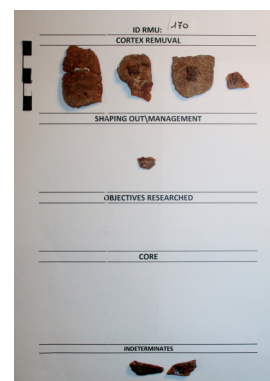 ID RMU: 170
CORTEX REMUVAL
SHAPING OUT\MANAGEMENT
OBJECTIVES RESEARCHED
CORE
INDETERMINATES